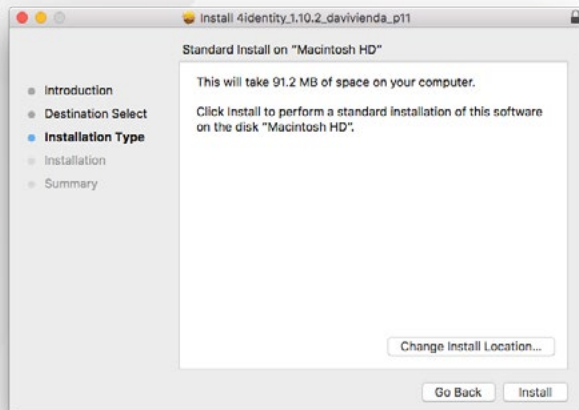 Install 4identity_1.10.2_davivienda_p11
Standard Install on "Macintosh HD"
Introduction
Destination Select
Installation Type
Installation
Summary
This will take 91.2 MB of space on your computer.
Click Install to perform a standard installation of this software
on the disk "Macintosh HD".
Change Install Location...
Go Back
Install